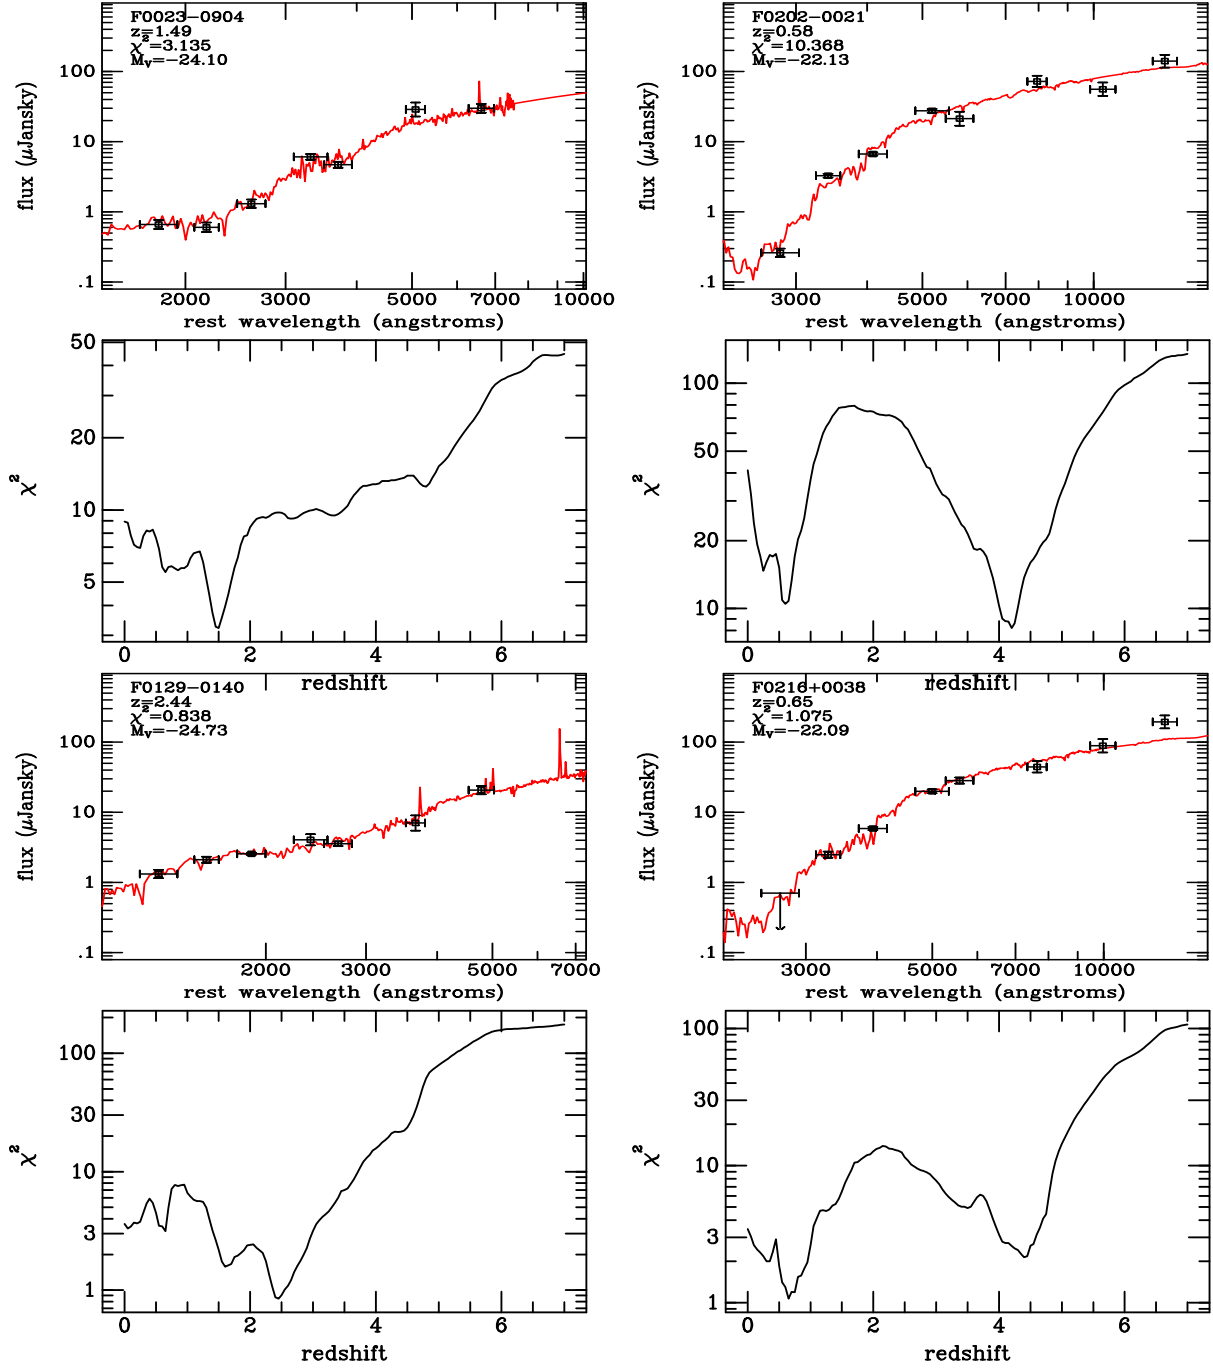 F0023−0904
z=1.49
χ²=3.135
M_V=−24.10
100
10
1
.1
flux (μJansky)
2000 3000 5000 7000 10000
rest wavelength (angstroms)
F0202−0021
z=0.58
χ²=10.368
M_V=−22.13
100
10
1
.1
flux (μJansky)
3000 5000 7000 10000
rest wavelength (angstroms)
50
20
10
5
χ²
0 2 4 6
redshift
100
50
20
10
χ²
0 2 4 6
redshift
F0129−0140
z=2.44
χ²=0.838
M_V=−24.73
100
10
1
.1
flux (μJansky)
2000 3000 5000 7000
rest wavelength (angstroms)
F0216+0038
z=0.65
χ²=1.075
M_V=−22.09
100
10
1
.1
flux (μJansky)
3000 5000 7000 10000
rest wavelength (angstroms)
100
30
10
3
1
χ²
0 2 4 6
redshift
100
30
10
3
1
χ²
0 2 4 6
redshift